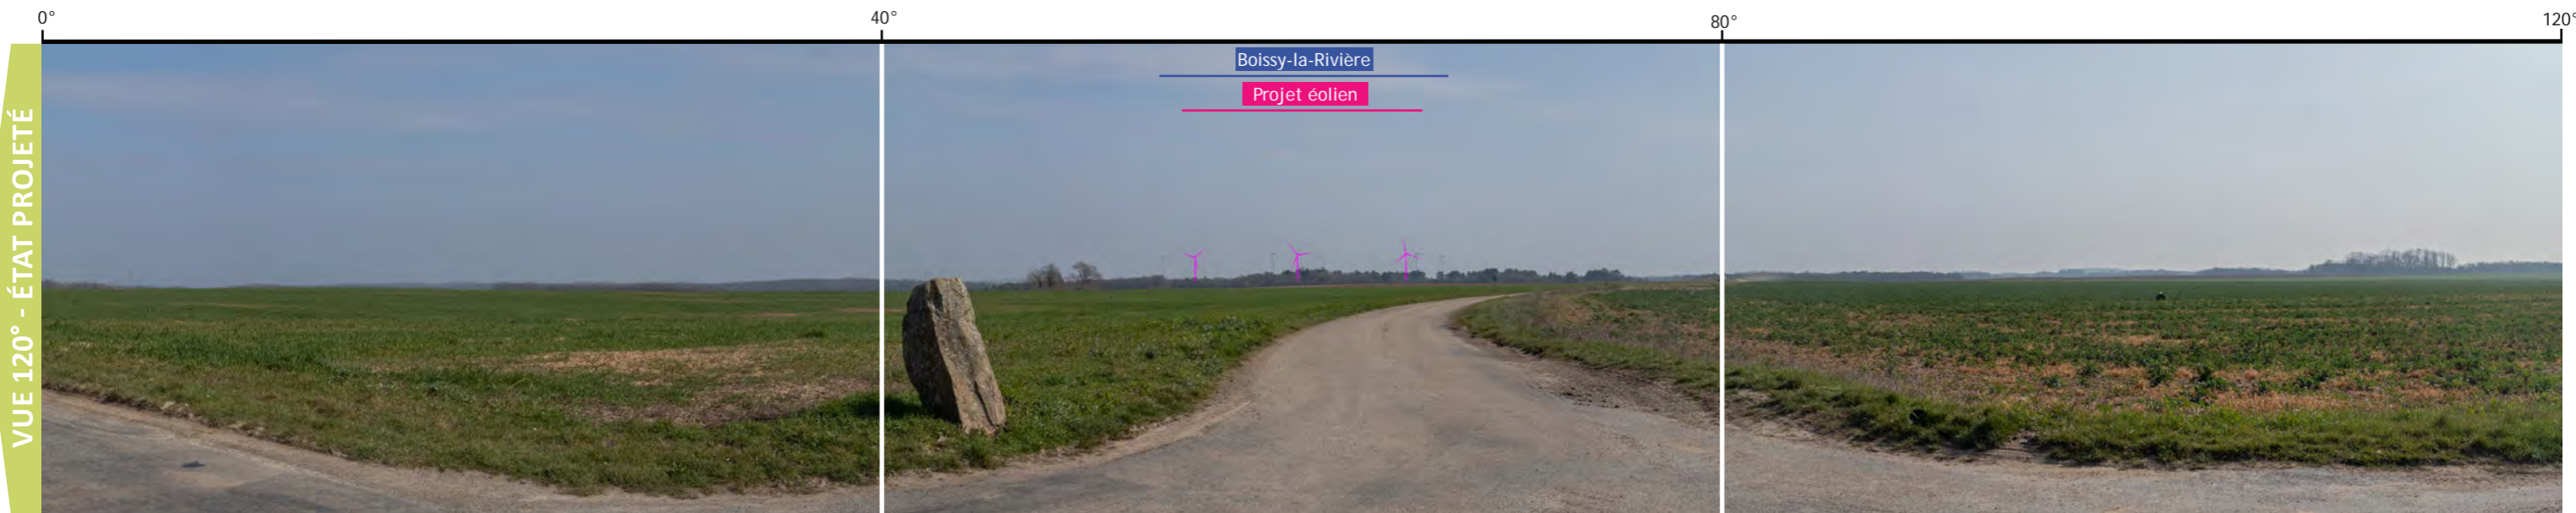 0°
40°
80°
120°
Boissy-la-Rivière
Projet éolien
VUE 120° - ÉTAT PROJETÉ